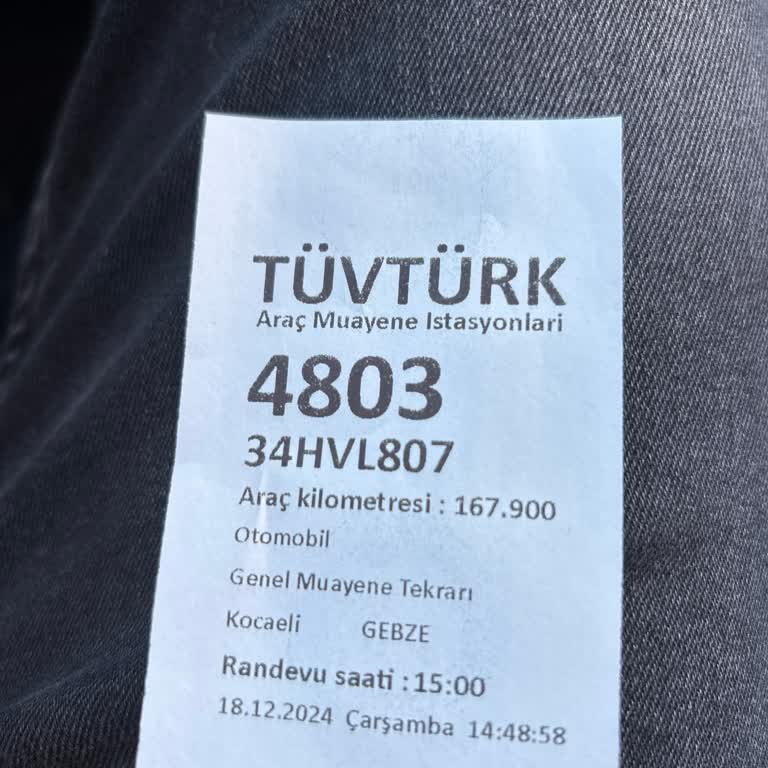 TÜVTÜRK
Araç Muayene Istasyonlari
4803
34HVL807
Araç kilometresi : 167.900
Otomobil
Genel Muayene Tekrarı
Kocaeli GEBZE
Randevu saati : 15:00
18.12.2024 Çarşamba 14:48:58